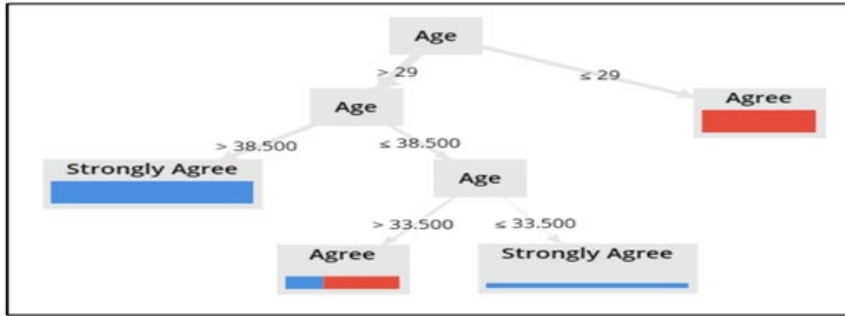 Age
> 29
≤ 29
Age
Agree
> 38.500
≤ 38.500
Strongly Agree
Age
> 33.500
≤ 33.500
Agree
Strongly Agree